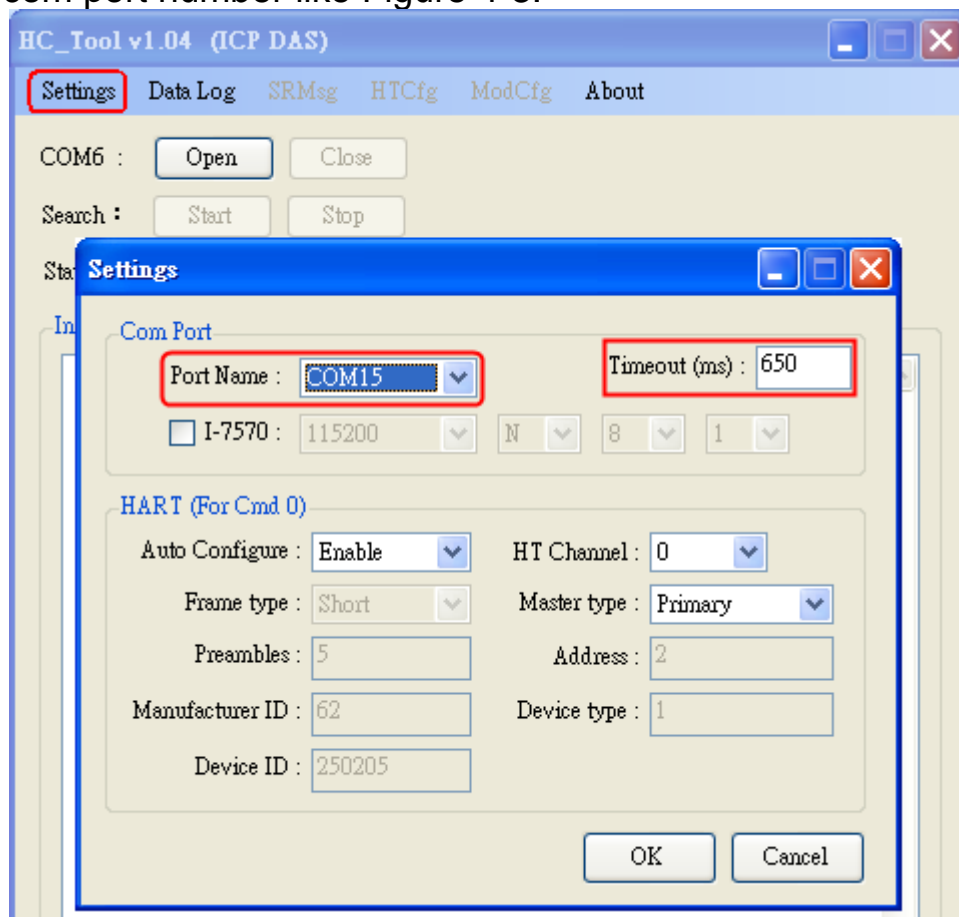 com port number like Figure 4-3.
HC_Tool v1.04 (ICP DAS)
Settings Data Log SRMsg HTCfg ModCfg About
COM6 : Open Close
Search : Start Stop
Settings
Com Port
Port Name : COM15 Timeout (ms) : 650
I-7570 : 115200 N 8 1
HART (For Cmd 0)
Auto Configure : Enable HT Channel : 0
Frame type : Short Master type : Primary
Preambles : 5 Address : 2
Manufacturer ID : 62 Device type : 1
Device ID : 250205
OK Cancel